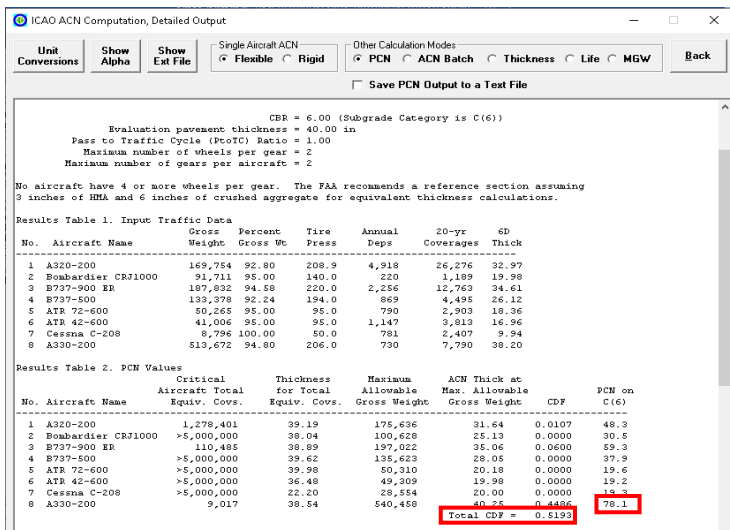 ICAO ACN Computation, Detailed Output
Unit Conversions
Show Alpha
Show Ext File
Single Aircraft ACN
Flexible Rigid
Other Calculation Modes
PCN ACN Batch Thickness Life MGW
Back
Save PCN Output to a Text File
CBR = 6.00 (Subgrade Category is C(6))
Evaluation pavement thickness = 40.00 in
Pass to Traffic Cycle (PtoTC) Ratio = 1.00
Maximum number of wheels per gear = 2
Maximum number of gears per aircraft = 2
No aircraft have 4 or more wheels per gear. The FAA recommends a reference section assuming
3 inches of HMA and 6 inches of crushed aggregate for equivalent thickness calculations.
Results Table 1. Input Traffic Data
Gross Percent Tire Annual 20-yr 6D
No. Aircraft Name Weight Gross Wt Press Deps Coverages Thick
1 A320-200 169,754 92.80 208.9 4,918 26,276 32.97
2 Bombardier CRJ1000 91,711 95.00 140.0 220 1,189 19.98
3 B737-900 ER 187,832 94.58 220.0 2,256 12,763 34.61
4 B737-500 133,378 92.24 194.0 869 4,495 26.12
5 ATR 72-600 50,265 95.00 95.0 790 2,903 18.36
6 ATR 42-600 41,006 95.00 95.0 1,147 3,813 16.96
7 Cessna C-208 8,796 100.00 50.0 781 2,407 9.94
8 A330-200 513,672 94.80 206.0 730 7,790 38.20
Results Table 2. PCN Values
Critical Thickness Maximum ACN Thick at
Aircraft Total for Total Allowable Max. Allowable PCN on
No. Aircraft Name Equiv. Covs. Equiv. Covs. Gross Weight Gross Weight CDF C(6)
1 A320-200 1,278,401 39.19 175,636 31.64 0.0107 48.3
2 Bombardier CRJ1000 >5,000,000 38.04 100,628 25.13 0.0000 30.5
3 B737-900 ER 110,485 38.89 197,022 35.06 0.0600 59.3
4 B737-500 >5,000,000 39.62 135,623 28.05 0.0000 37.9
5 ATR 72-600 >5,000,000 39.98 50,310 20.18 0.0000 19.6
6 ATR 42-600 >5,000,000 36.48 49,309 19.98 0.0000 19.2
7 Cessna C-208 >5,000,000 22.20 28,554 20.00 0.0000 19.3
8 A330-200 9,017 38.54 540,458 40.25 0.4486 78.1
Total CDF = 0.5193